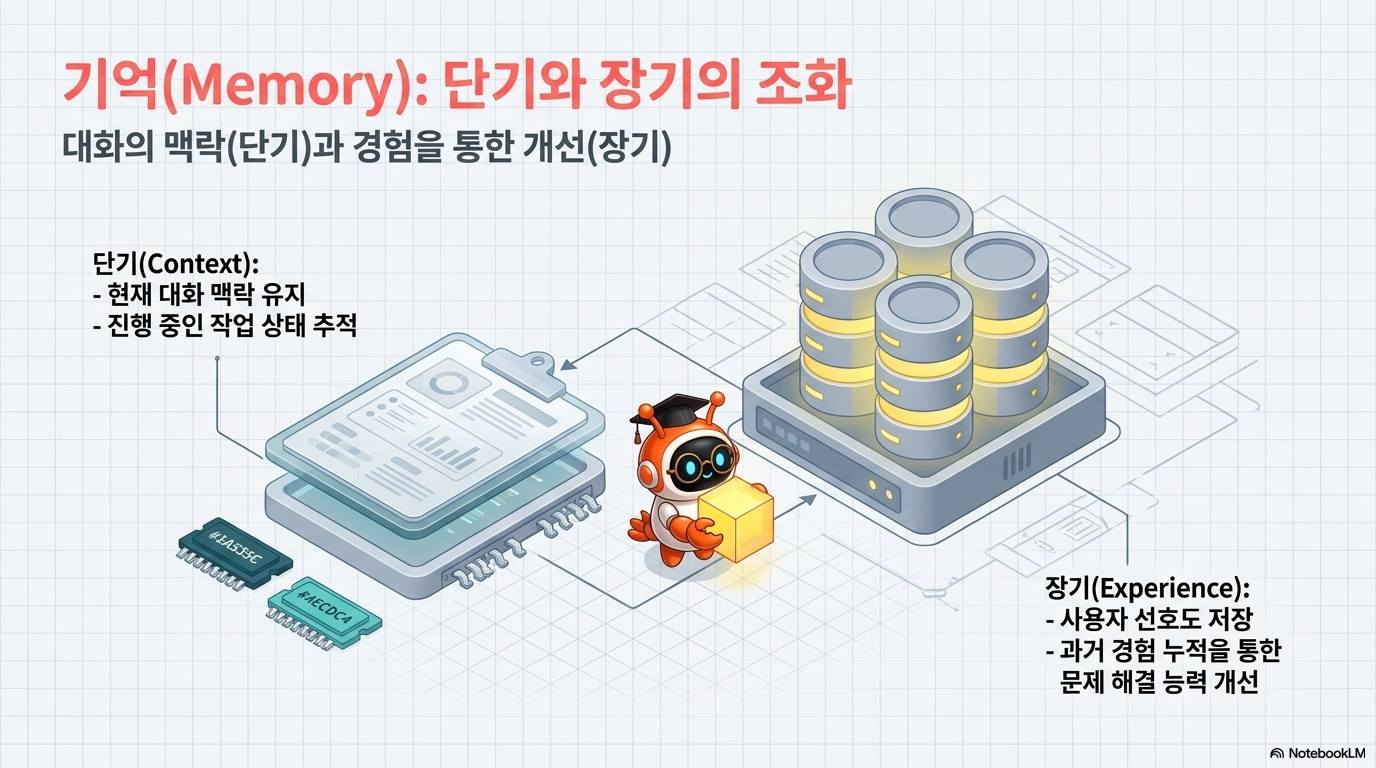 기억(Memory): 단기와 장기의 조화
대화의 맥락(단기)과 경험을 통한 개선(장기)
단기(Context):
- 현재 대화 맥락 유지
- 진행 중인 작업 상태 추적
#1A535C
#AECDC4
장기(Experience):
- 사용자 선호도 저장
- 과거 경험 누적을 통한
문제 해결 능력 개선
NotebookLM